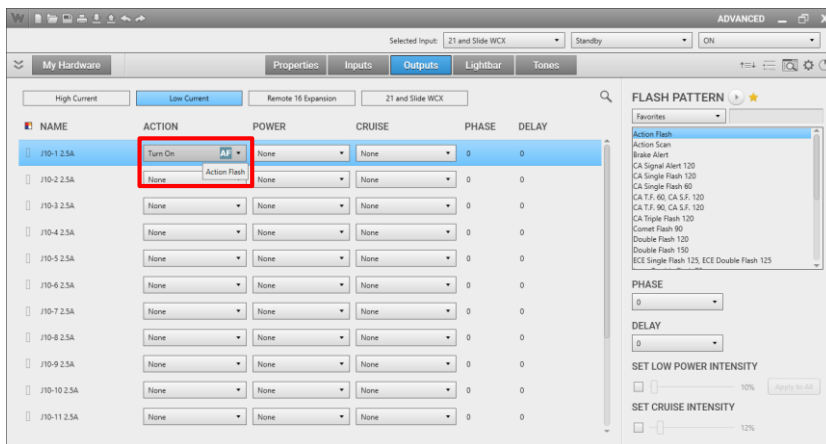 W ADVANCED
Selected Input: 21 and Slide WCX Standby ON
My Hardware Properties Inputs Outputs Lightbar Tones
High Current Low Current Remote 16 Expansion 21 and Slide WCX
NAME ACTION POWER CRUISE PHASE DELAY
J10-1 2.5A Turn On AF None None 0 0
Action Flash
J10-2 2.5A None None None 0 0
J10-3 2.5A None None None 0 0
J10-4 2.5A None None None 0 0
J10-5 2.5A None None None 0 0
J10-6 2.5A None None None 0 0
J10-7 2.5A None None None 0 0
J10-8 2.5A None None None 0 0
J10-9 2.5A None None None 0 0
J10-10 2.5A None None None 0 0
J10-11 2.5A None None None 0 0
FLASH PATTERN
Favorites
Action Flash
Action Scan
Brake Alert
CA Signal Alert 120
CA Single Flash 120
CA Single Flash 60
CA T.F. 60, CA S.F. 120
CA T.F. 90, CA S.F. 120
CA Triple Flash 120
Comet Flash 90
Double Flash 120
Double Flash 150
ECE Single Flash 125, ECE Double Flash 125
PHASE
0
DELAY
0
SET LOW POWER INTENSITY
10% Apply to All
SET CRUISE INTENSITY
12%